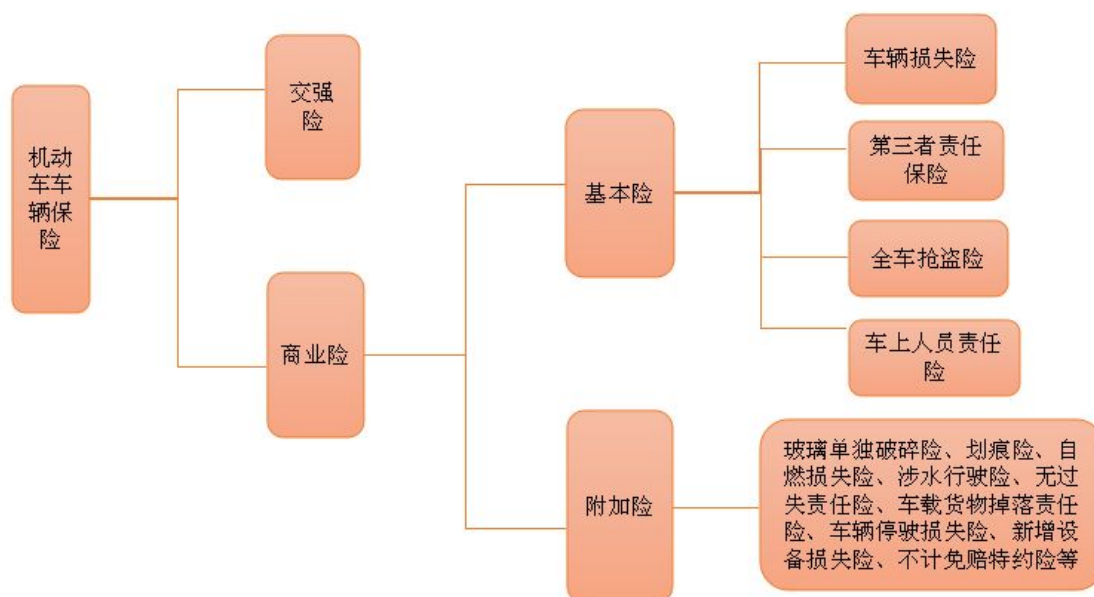 机动
车车
辆保
险
交强
险
商业险
基本险
车辆损失险
第三者责任
保险
全车抢盗险
车上人员责任
险
附加险
玻璃单独破碎险、划痕险、自
燃损失险、涉水行驶险、无过
失责任险、车载货物掉落责任
险、车辆停驶损失险、新增设
备损失险、不计免赔特约险等